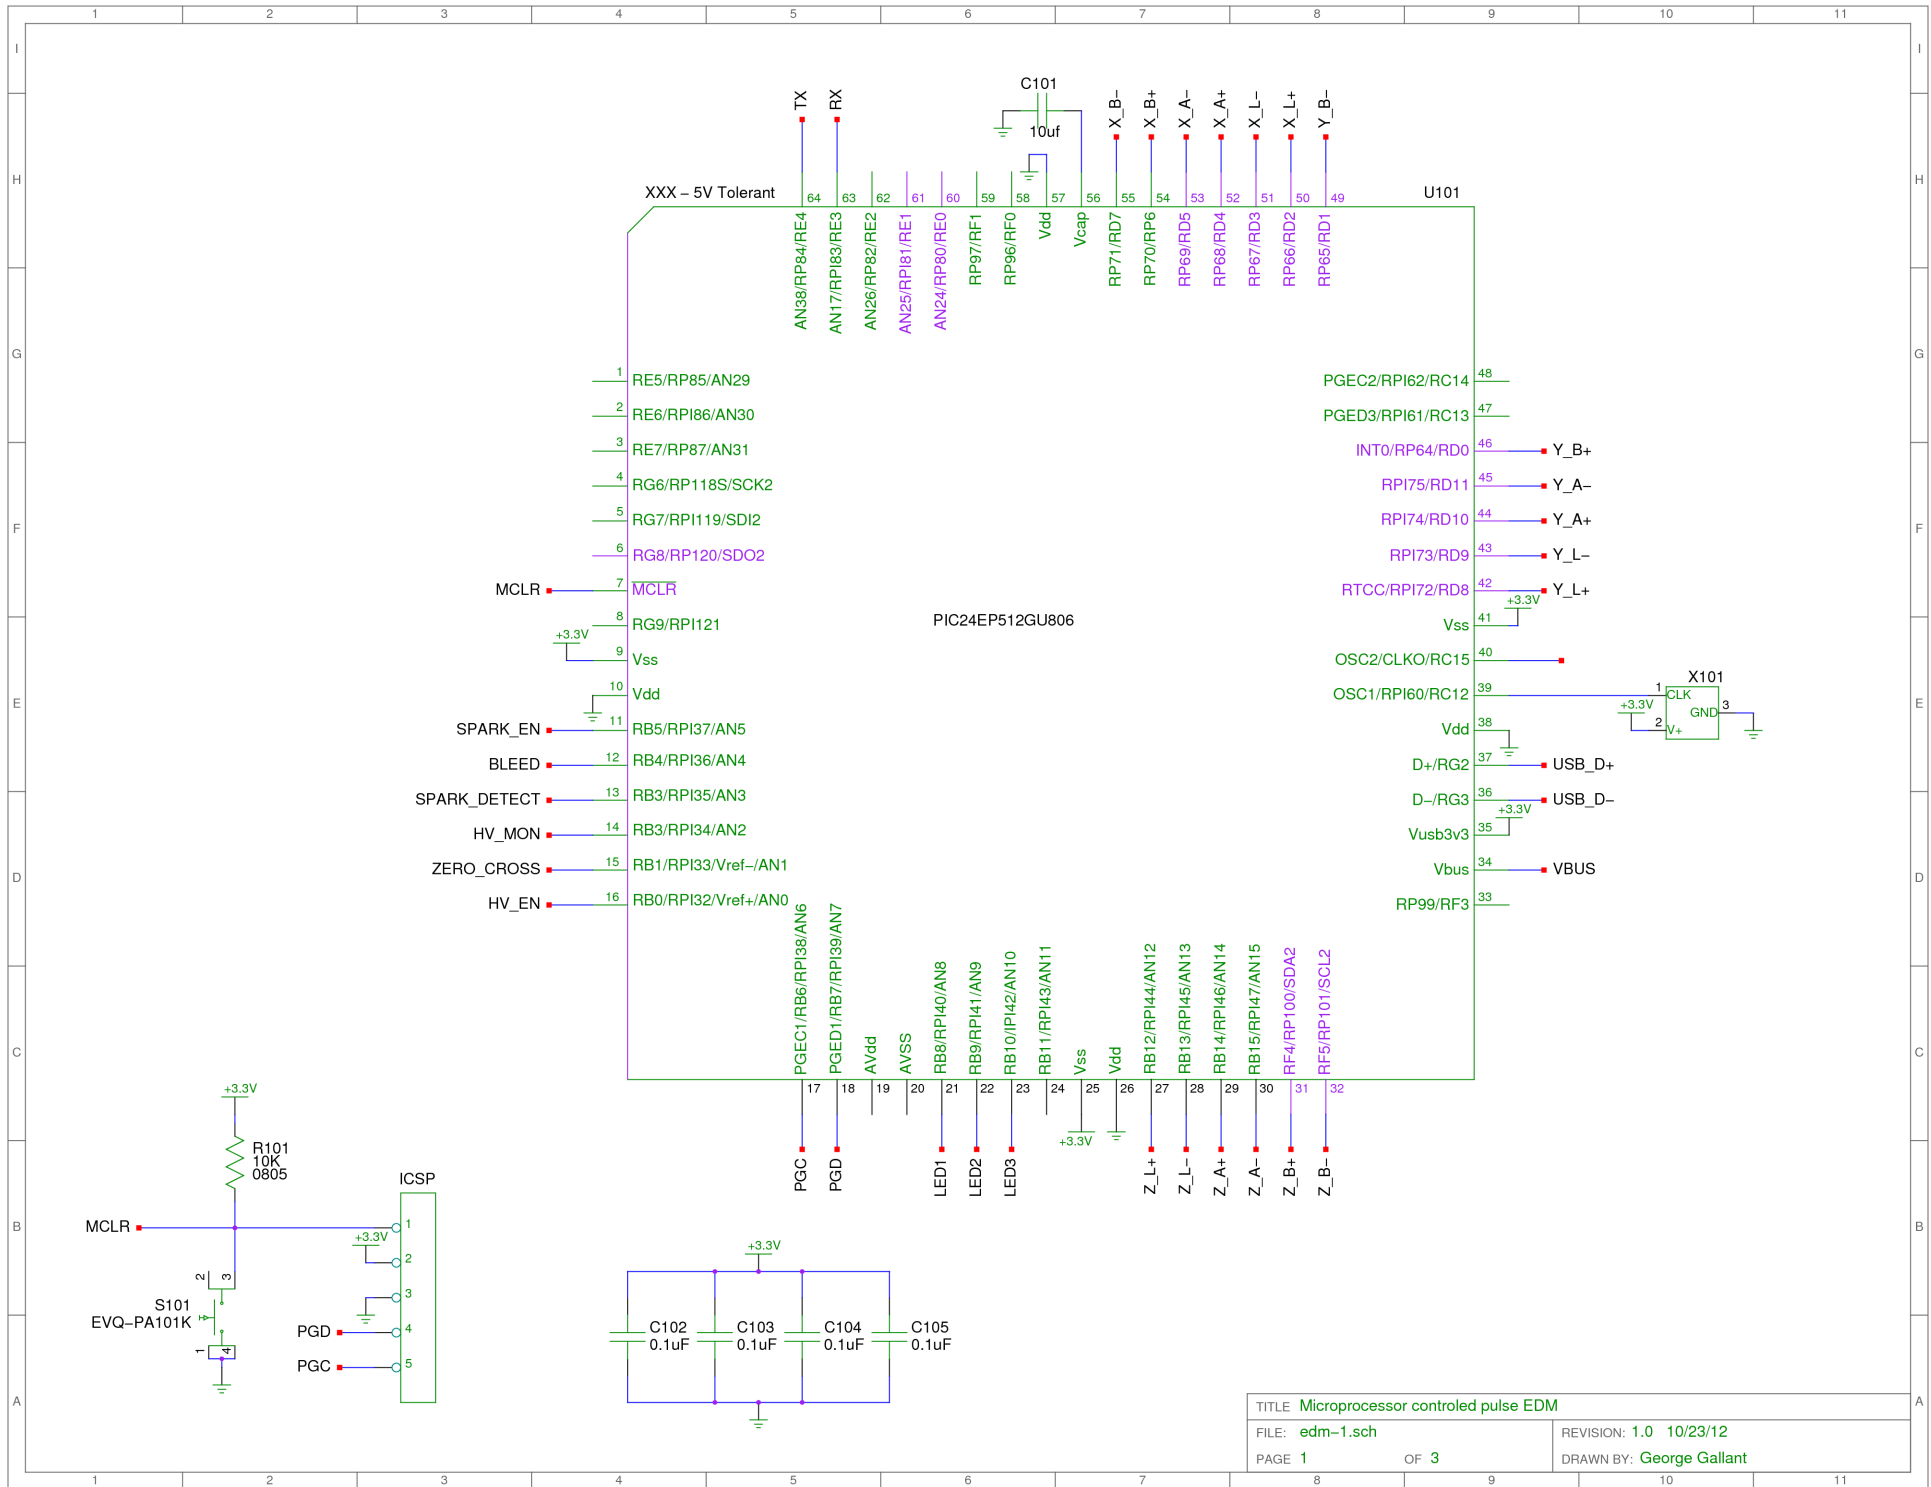 1 2 3 4 5 6 7 8 9 10 11
I I
H H
G G
F F
E E
D D
C C
B B
A A
C101
10uf
TX
RX
X_B−
X_B+
X_A−
X_A+
X_L−
X_L+
Y_B−
XXX − 5V Tolerant
U101
64 63 62 61 60 59 58 57 56 55 54 53 52 51 50 49
AN38/RP84/RE4
AN17/RPI83/RE3
AN26/RP82/RE2
AN25/RPI81/RE1
AN24/RP80/RE0
RP97/RF1
RP96/RF0
Vdd
Vcap
RP71/RD7
RP70/RP6
RP69/RD5
RP68/RD4
RP67/RD3
RP66/RD2
RP65/RD1
1 RE5/RP85/AN29
2 RE6/RPI86/AN30
3 RE7/RP87/AN31
4 RG6/RP118S/SCK2
5 RG7/RPI119/SDI2
6 RG8/RP120/SDO2
MCLR 7 MCLR
8 RG9/RPI121
+3.3V
9 Vss
10 Vdd
SPARK_EN 11 RB5/RPI37/AN5
BLEED 12 RB4/RPI36/AN4
SPARK_DETECT 13 RB3/RPI35/AN3
HV_MON 14 RB3/RPI34/AN2
ZERO_CROSS 15 RB1/RPI33/Vref−/AN1
HV_EN 16 RB0/RPI32/Vref+/AN0
PIC24EP512GU806
PGEC2/RPI62/RC14 48
PGED3/RPI61/RC13 47
INT0/RP64/RD0 46 Y_B+
RPI75/RD11 45 Y_A−
RPI74/RD10 44 Y_A+
RPI73/RD9 43 Y_L−
RTCC/RPI72/RD8 42 Y_L+
+3.3V
Vss 41
OSC2/CLKO/RC15 40
OSC1/RPI60/RC12 39
Vdd 38
D+/RG2 37 USB_D+
D−/RG3 36 USB_D−
+3.3V
Vusb3v3 35
Vbus 34 VBUS
RP99/RF3 33
X101
1 CLK
+3.3V
GND 3
2 V+
PGEC1/RB6/RPI38/AN6
PGED1/RB7/RPI39/AN7
AVdd
AVSS
RB8/RPI40/AN8
RB9/RPI41/AN9
RB10/IPI42/AN10
RB11/RPI43/AN11
Vss
Vdd
RB12/RPI44/AN12
RB13/RPI45/AN13
RB14/RPI46/AN14
RB15/RPI47/AN15
RF4/RP100/SDA2
RF5/RP101/SCL2
17 18 19 20 21 22 23 24 25 26 27 28 29 30 31 32
+3.3V
PGC
PGD
LED1
LED2
LED3
Z_L+
Z_L−
Z_A+
Z_A−
Z_B+
Z_B−
+3.3V
R101
10K
0805
ICSP
MCLR
1
+3.3V
2
3
PGD 4
PGC 5
2 3
S101
EVQ−PA101K
1 4
+3.3V
C102
0.1uF
C103
0.1uF
C104
0.1uF
C105
0.1uF
TITLE Microprocessor controled pulse EDM
FILE: edm−1.sch
REVISION: 1.0 10/23/12
PAGE 1 OF 3
DRAWN BY: George Gallant
1 2 3 4 5 6 7 8 9 10 11